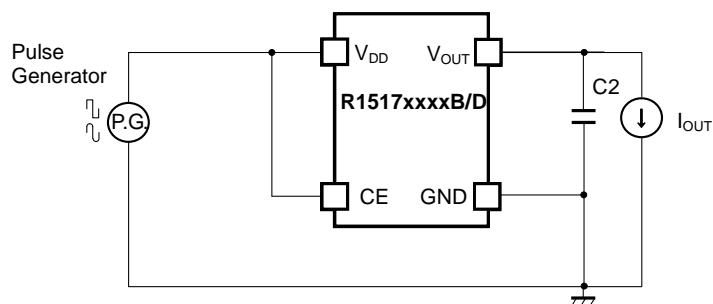 Pulse
Generator
P.G.
VDD
VOUT
R1517xxxxB/D
C2
IOUT
CE
GND